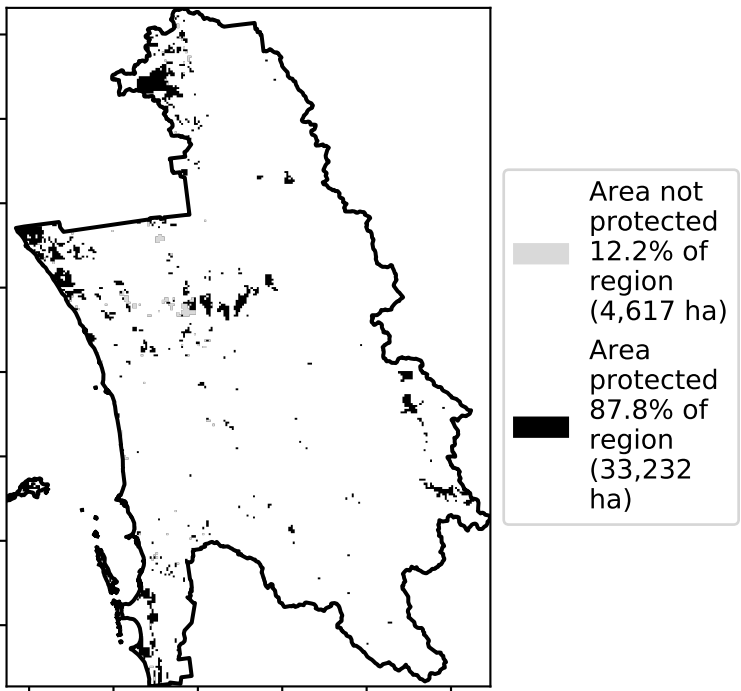 Area not
protected
12.2% of
region
(4,617 ha)
Area
protected
87.8% of
region
(33,232
ha)